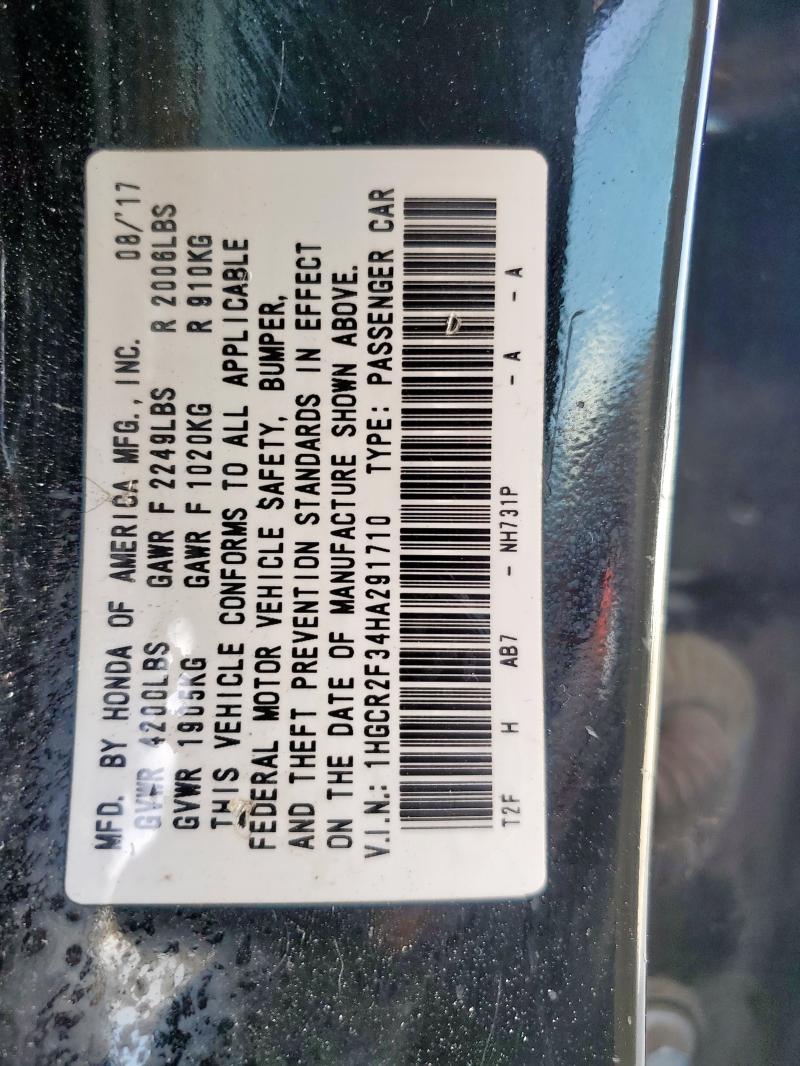 MFD. BY HONDA OF AMERICA MFG., INC. 08/'17
GVWR 4200LBS GAWR F 2249LBS R 2006LBS
GVWR 1905KG GAWR F 1020KG R 910KG
THIS VEHICLE CONFORMS TO ALL APPLICABLE
FEDERAL MOTOR VEHICLE SAFETY, BUMPER,
AND THEFT PREVENTION STANDARDS IN EFFECT
ON THE DATE OF MANUFACTURE SHOWN ABOVE.
V.I.N.: 1HGCR2F34HA291710 TYPE: PASSENGER CAR
T2F H AB7 - NH731P - A - A